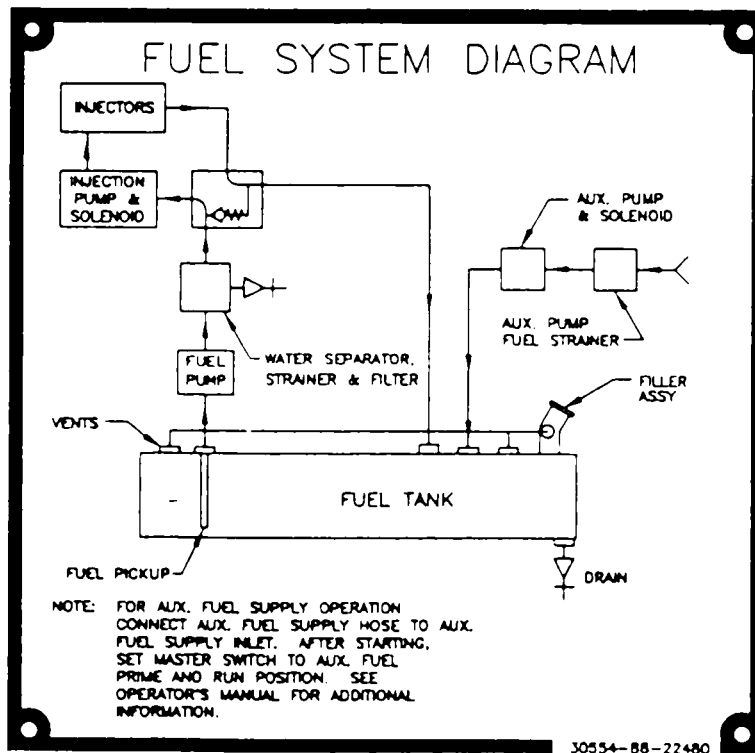 FUEL SYSTEM DIAGRAM
INJECTORS
INJECTION
PUMP &
SOLENOID
AUX. PUMP
& SOLENOID
AUX. PUMP
FUEL STRAINER
WATER SEPARATOR,
STRAINER & FILTER
FUEL
PUMP
FILLER
ASSY
VENTS
FUEL TANK
FUEL PICKUP
DRAIN
NOTE: FOR AUX. FUEL SUPPLY OPERATION
CONNECT AUX. FUEL SUPPLY HOSE TO AUX.
FUEL SUPPLY INLET. AFTER STARTING,
SET MASTER SWITCH TO AUX. FUEL
PRIME AND RUN POSITION. SEE
OPERATOR'S MANUAL FOR ADDITIONAL
INFORMATION.
30554-88-22480